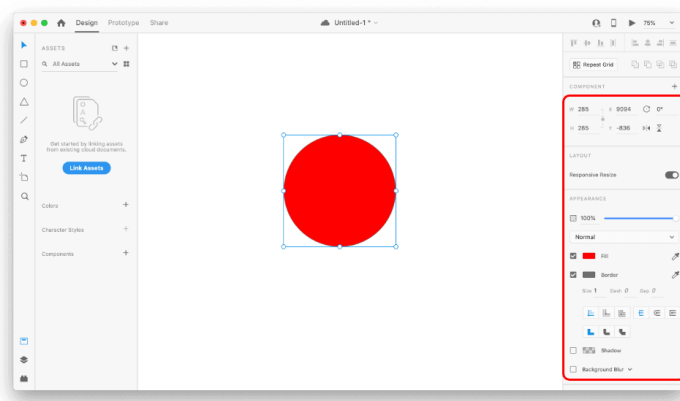 Design Prototype Share
Untitled-1 *
75%
ASSETS
All Assets
Get started by linking assets
from existing cloud documents.
Link Assets
Colors
Character Styles
Components
Repeat Grid
COMPONENT
W 285 X 9094 0°
H 285 Y -836
LAYOUT
Responsive Resize
APPEARANCE
100%
Normal
Fill
Border
Size 1 Dash 0 Gap 0
Shadow
Background Blur